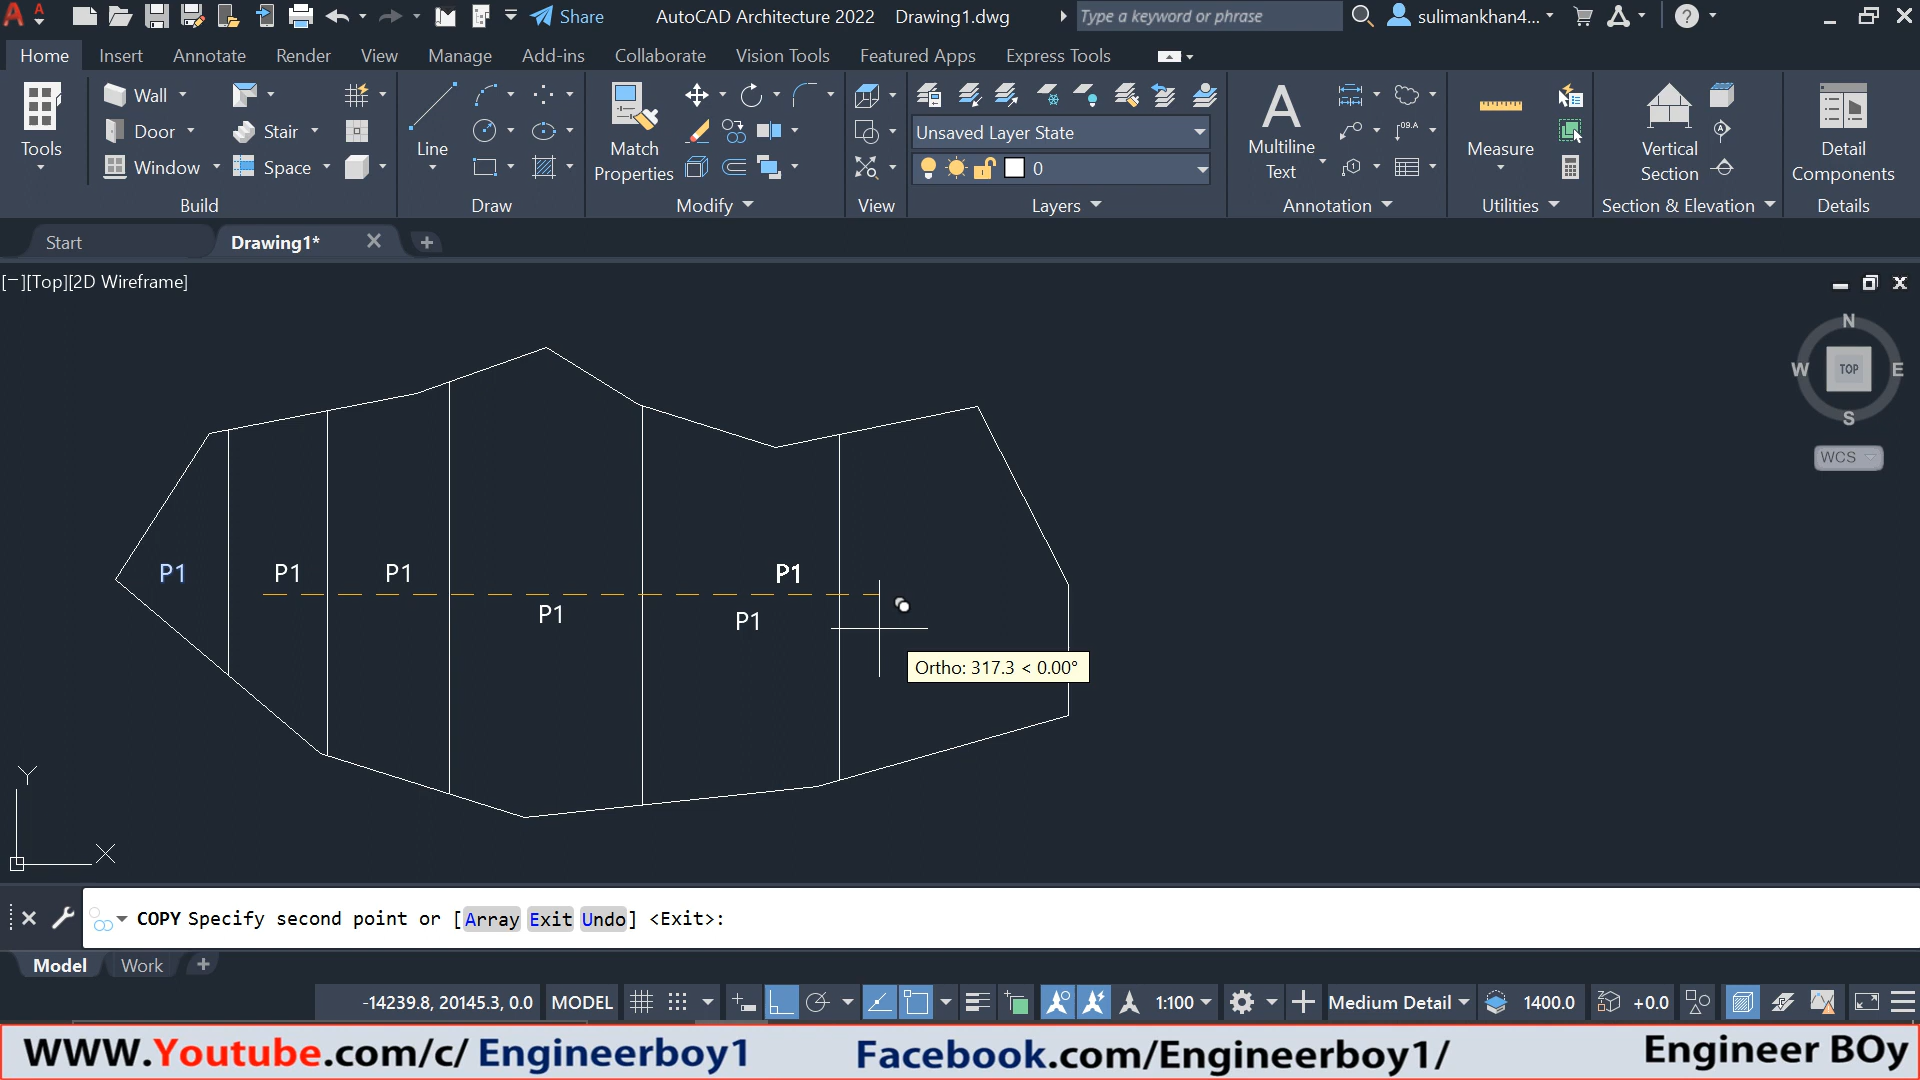 Share
AutoCAD Architecture 2022 Drawing1.dwg
Type a keyword or phrase
sulimankhan4...
Home Insert Annotate Render View Manage Add-ins Collaborate Vision Tools Featured Apps Express Tools
Tools
Wall
Door
Window
Stair
Space
Build
Line
Draw
Match
Properties
Modify
View
Unsaved Layer State
0
Layers
Multiline
Text
Annotation
Measure
Utilities
Vertical
Section
Section & Elevation
Detail
Components
Details
Start
Drawing1*
[−][Top][2D Wireframe]
N
W TOP E
S
WCS
P1 P1 P1 P1
P1 P1
Ortho: 317.3 < 0.00°
Y
X
COPY Specify second point or [Array Exit Undo] <Exit>:
Model Work
-14239.8, 20145.3, 0.0 MODEL 1:100 Medium Detail 1400.0 +0.0
WWW.Youtube.com/c/ Engineerboy1 Facebook.com/Engineerboy1/ Engineer BOy